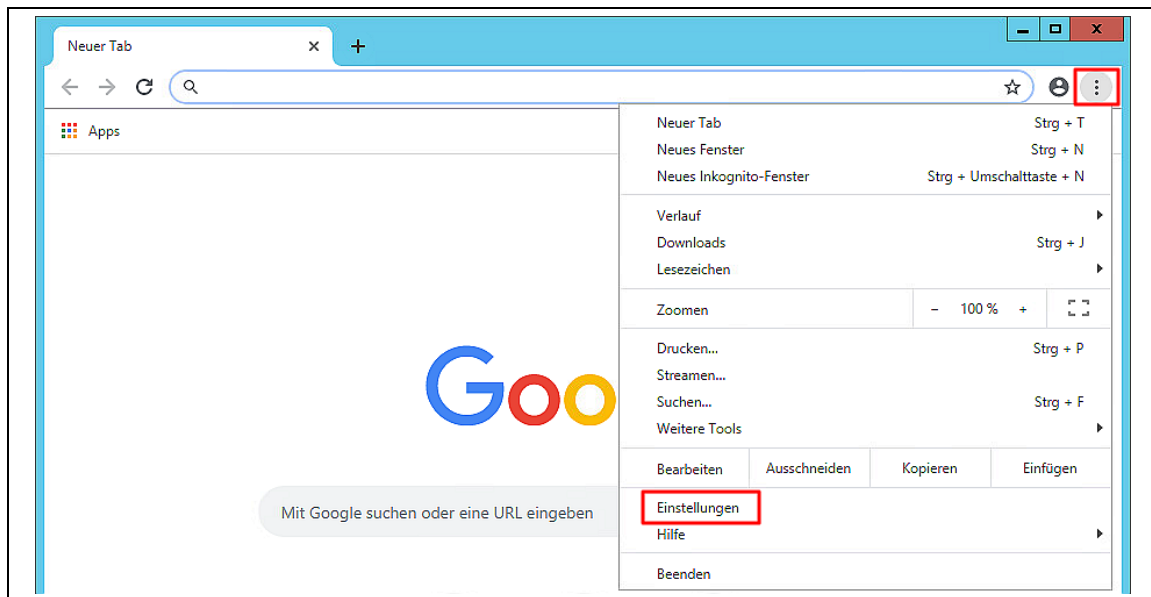 Neuer Tab
Apps
Neuer Tab Strg + T
Neues Fenster Strg + N
Neues Inkognito-Fenster Strg + Umschalttaste + N
Verlauf
Downloads Strg + J
Lesezeichen
Zoomen - 100 % +
Drucken... Strg + P
Streamen...
Suchen... Strg + F
Weitere Tools
Bearbeiten Ausschneiden Kopieren Einfügen
Einstellungen
Hilfe
Beenden
Goo
Mit Google suchen oder eine URL eingeben